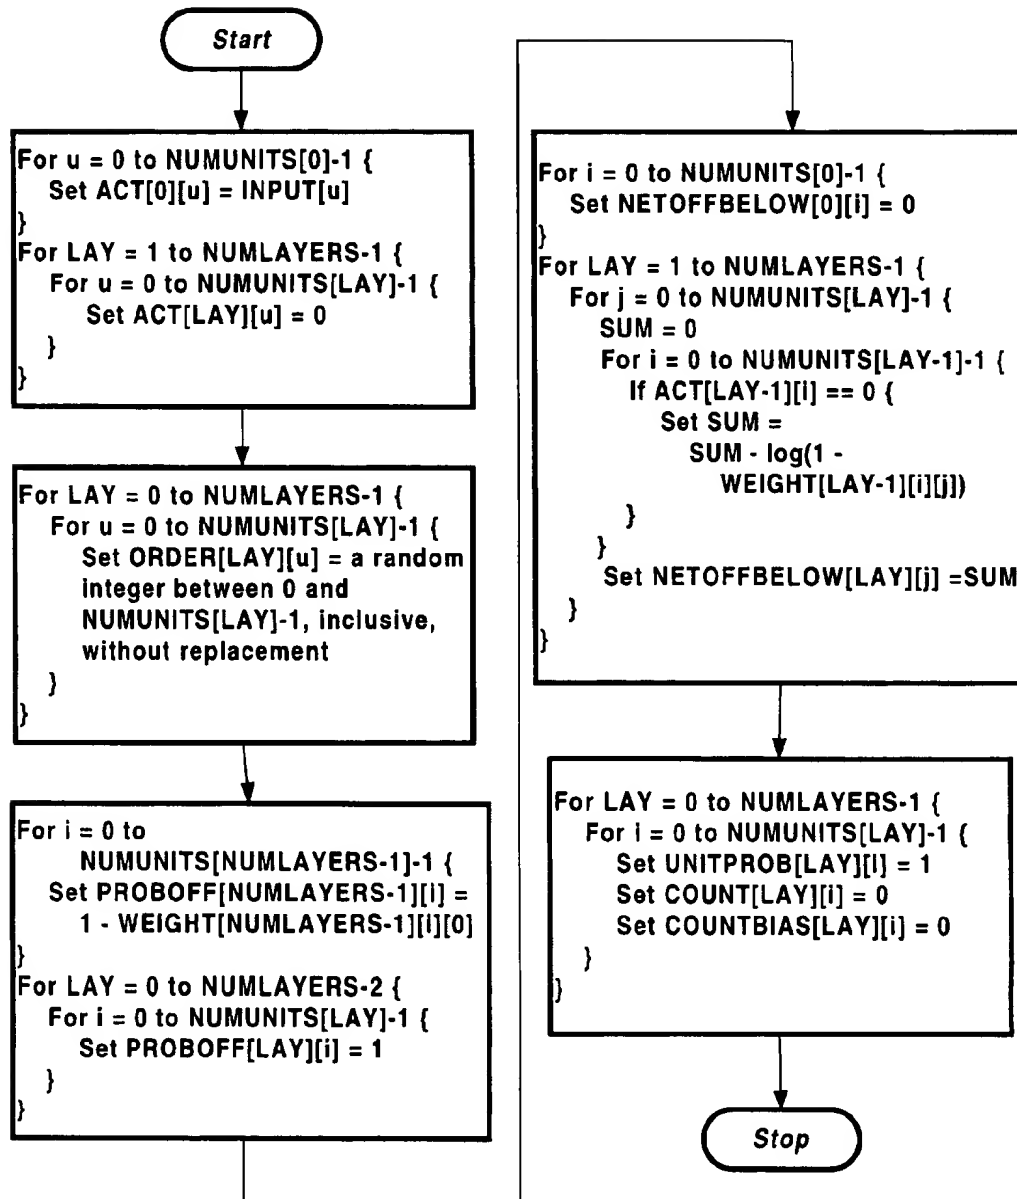 Start
For u = 0 to NUMUNITS[0]-1 {
Set ACT[0][u] = INPUT[u]
}
For LAY = 1 to NUMLAYERS-1 {
For u = 0 to NUMUNITS[LAY]-1 {
Set ACT[LAY][u] = 0
}
}
For LAY = 0 to NUMLAYERS-1 {
For u = 0 to NUMUNITS[LAY]-1 {
Set ORDER[LAY][u] = a random
integer between 0 and
NUMUNITS[LAY]-1, inclusive,
without replacement
}
}
For i = 0 to
NUMUNITS[NUMLAYERS-1]-1 {
Set PROBOFF[NUMLAYERS-1][i] =
1 - WEIGHT[NUMLAYERS-1][i][0]
}
For LAY = 0 to NUMLAYERS-2 {
For i = 0 to NUMUNITS[LAY]-1 {
Set PROBOFF[LAY][i] = 1
}
}
For i = 0 to NUMUNITS[0]-1 {
Set NETOFFBELOW[0][i] = 0
}
For LAY = 1 to NUMLAYERS-1 {
For j = 0 to NUMUNITS[LAY]-1 {
SUM = 0
For i = 0 to NUMUNITS[LAY-1]-1 {
If ACT[LAY-1][i] == 0 {
Set SUM =
SUM - log(1 -
WEIGHT[LAY-1][i][j])
}
}
Set NETOFFBELOW[LAY][j] =SUM
}
}
For LAY = 0 to NUMLAYERS-1 {
For i = 0 to NUMUNITS[LAY]-1 {
Set UNITPROB[LAY][i] = 1
Set COUNT[LAY][i] = 0
Set COUNTBIAS[LAY][i] = 0
}
}
Stop